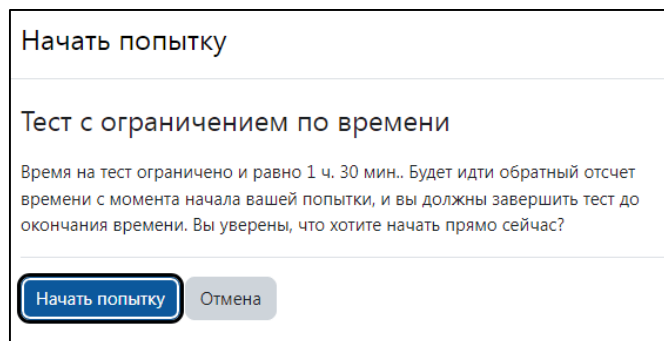 Начать попытку
Тест с ограничением по времени
Время на тест ограничено и равно 1 ч. 30 мин.. Будет идти обратный отсчет
времени с момента начала вашей попытки, и вы должны завершить тест до
окончания времени. Вы уверены, что хотите начать прямо сейчас?
Начать попытку Отмена